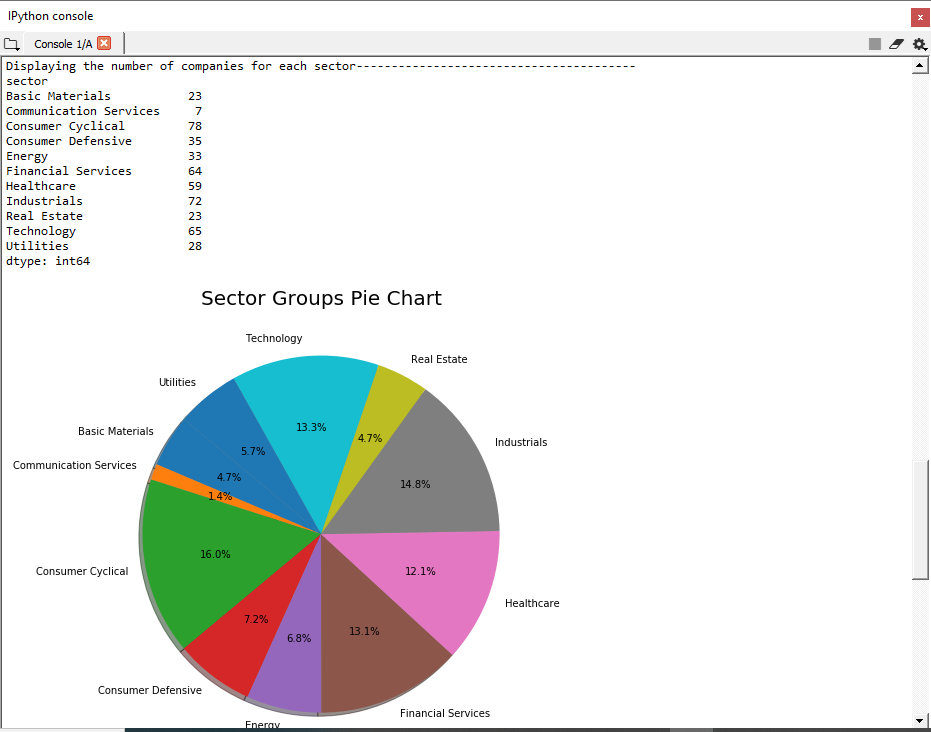 IPython console
Console 1/A
Displaying the number of companies for each sector----------------------------------------
sector
Basic Materials 23
Communication Services 7
Consumer Cyclical 78
Consumer Defensive 35
Energy 33
Financial Services 64
Healthcare 59
Industrials 72
Real Estate 23
Technology 65
Utilities 28
dtype: int64
Sector Groups Pie Chart
Technology
Real Estate
Utilities
13.3%
4.7%
Basic Materials
Industrials
5.7%
Communication Services
4.7%
14.8%
1.4%
16.0%
Consumer Cyclical
12.1%
Healthcare
7.2%
13.1%
6.8%
Consumer Defensive
Financial Services
Energy